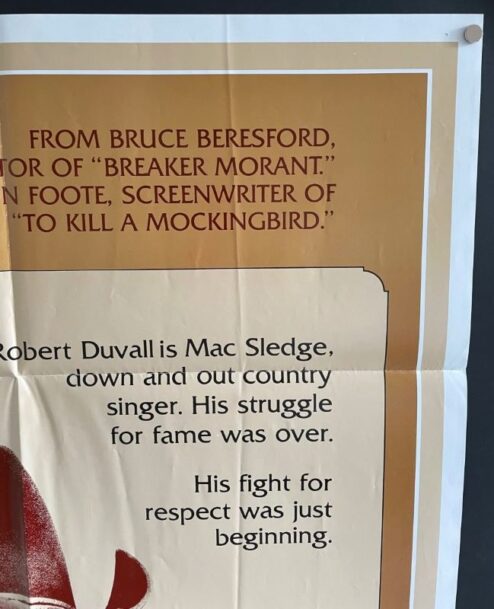 FROM BRUCE BERESFORD,
TOR OF “BREAKER MORANT.”
N FOOTE, SCREENWRITER OF
“TO KILL A MOCKINGBIRD.”
Robert Duvall is Mac Sledge,
down and out country
singer. His struggle
for fame was over.
His fight for
respect was just
beginning.